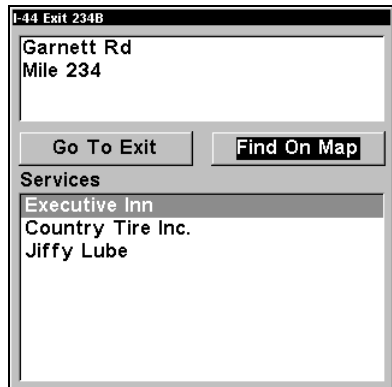 I-44 Exit 234B
Garnett Rd
Mile 234
Go To Exit
Find On Map
Services
Executive Inn
Country Tire Inc.
Jiffy Lube